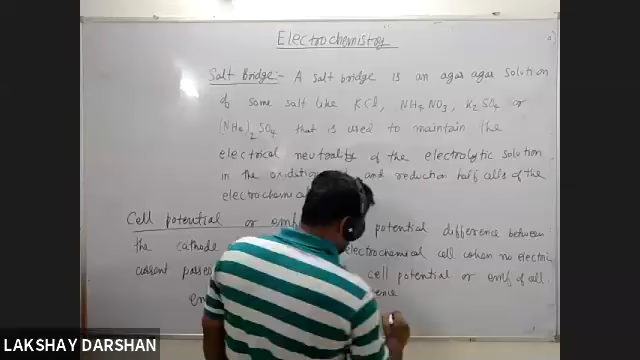 Electrochemistry
Salt Bridge:- A salt bridge is an agar agar solution
of some salt like KCl, NH4NO3, K2SO4 or
(NH4)2SO4 that is used to maintain the
electrical neutrality of the electrolytic solution
in the oxidation and reduction half cells of the
electrochemical
Cell potential or emf potential difference between
the cathode electrochemical cell when no electric
current passes cell potential or emf of cell.
LAKSHAY DARSHAN